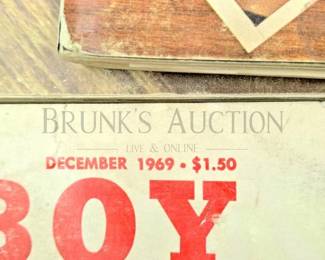 BRUNK'S AUCTION
LIVE & ONLINE
DECEMBER 1969 • $1.50
BOY